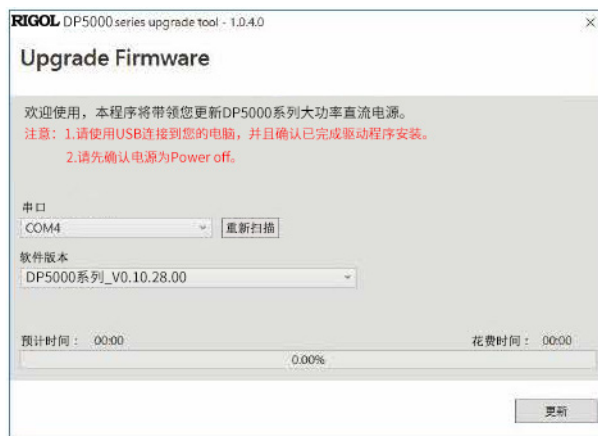 RIGOL DP5000 series upgrade tool - 1.0.4.0
Upgrade Firmware
欢迎使用，本程序将带领您更新DP5000系列大功率直流电源。
注意：1.请使用USB连接到您的电脑，并且确认已完成驱动程序安装。
2.请先确认电源为Power off。
串口
COM4 重新扫描
软件版本
DP5000系列_V0.10.28.00
预计时间： 00:00 花费时间： 00:00
0.00%
更新